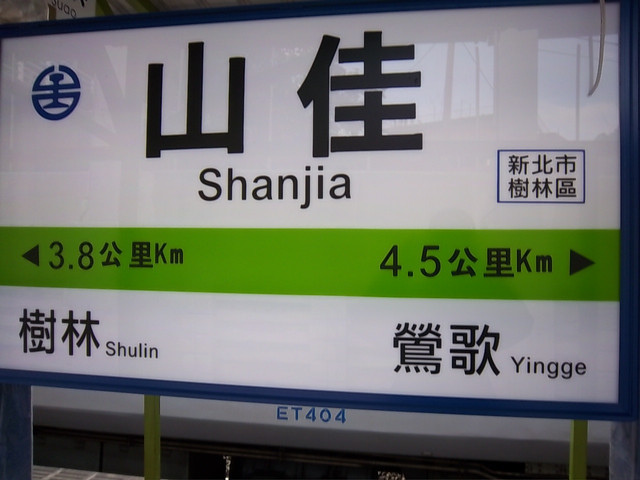 guo
山佳
Shanjia
新北市
樹林區
◀ 3.8公里Km
4.5公里Km ▶
樹林 Shulin
鶯歌 Yingge
ET404